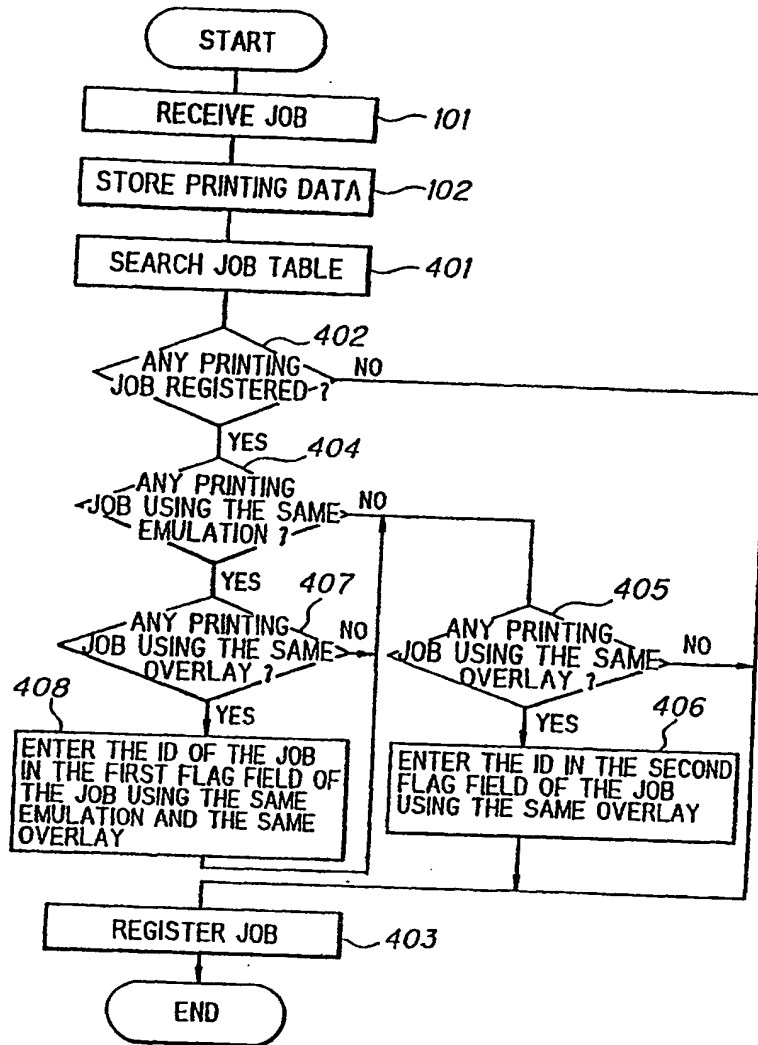 START
RECEIVE JOB
101
STORE PRINTING DATA
102
SEARCH JOB TABLE
401
402
ANY PRINTING
JOB REGISTERED?
NO
YES
404
ANY PRINTING
JOB USING THE SAME
EMULATION?
NO
YES
407
ANY PRINTING
JOB USING THE SAME
OVERLAY?
NO
YES
405
ANY PRINTING
JOB USING THE SAME
OVERLAY?
NO
YES
408
ENTER THE ID OF THE JOB
IN THE FIRST FLAG FIELD OF
THE JOB USING THE SAME
EMULATION AND THE SAME
OVERLAY
406
ENTER THE ID IN THE SECOND
FLAG FIELD OF THE JOB
USING THE SAME OVERLAY
REGISTER JOB
403
END